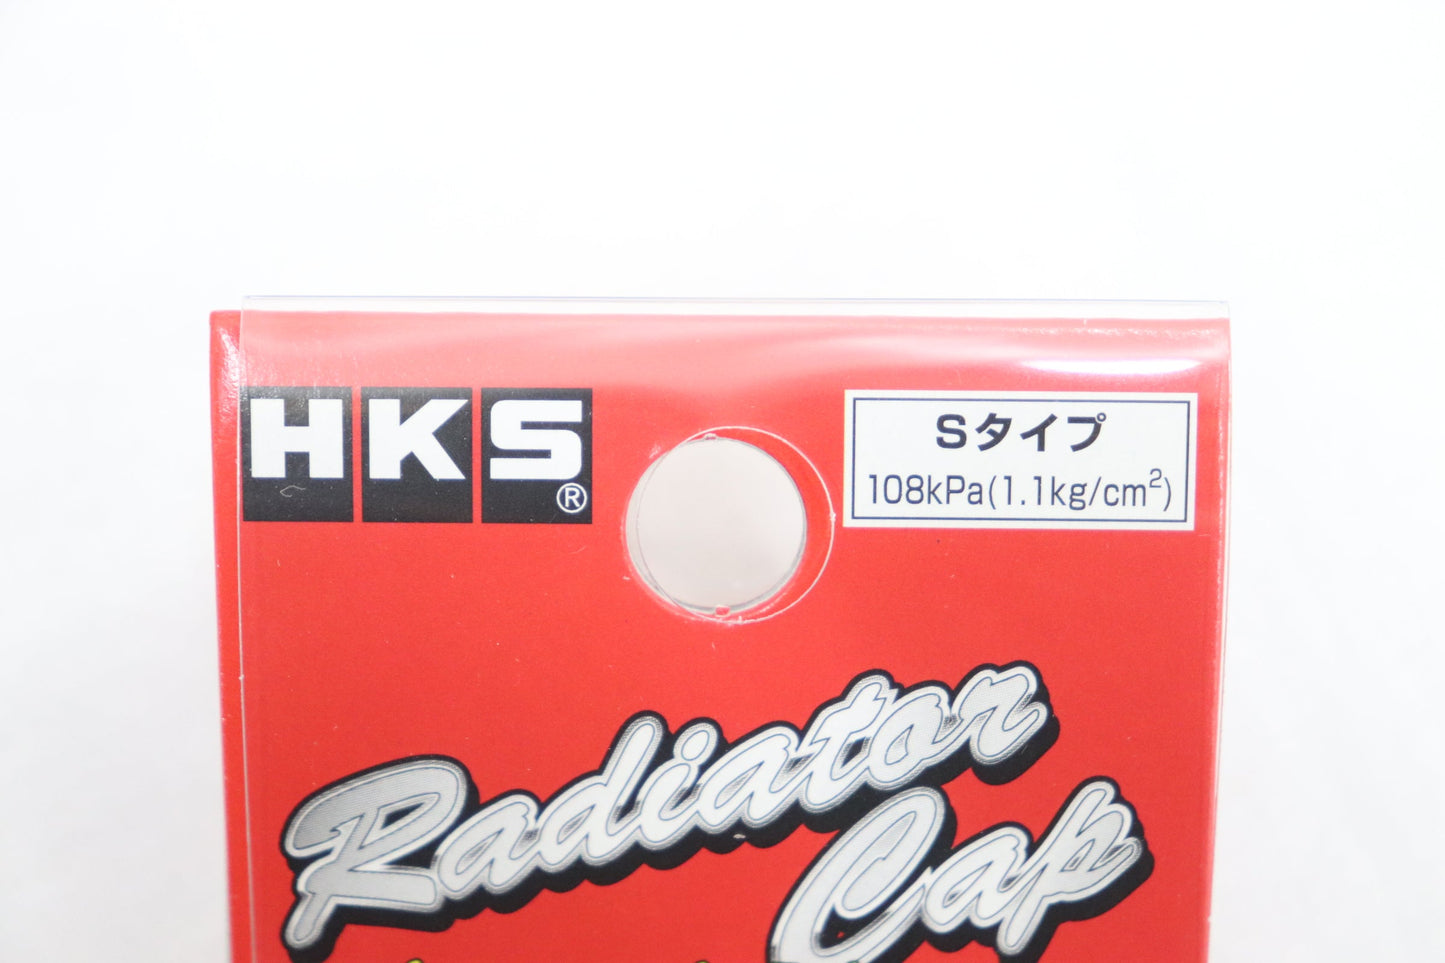 HKS®
Sタイプ
108kPa(1.1kg/cm²)
Radiator
Cap